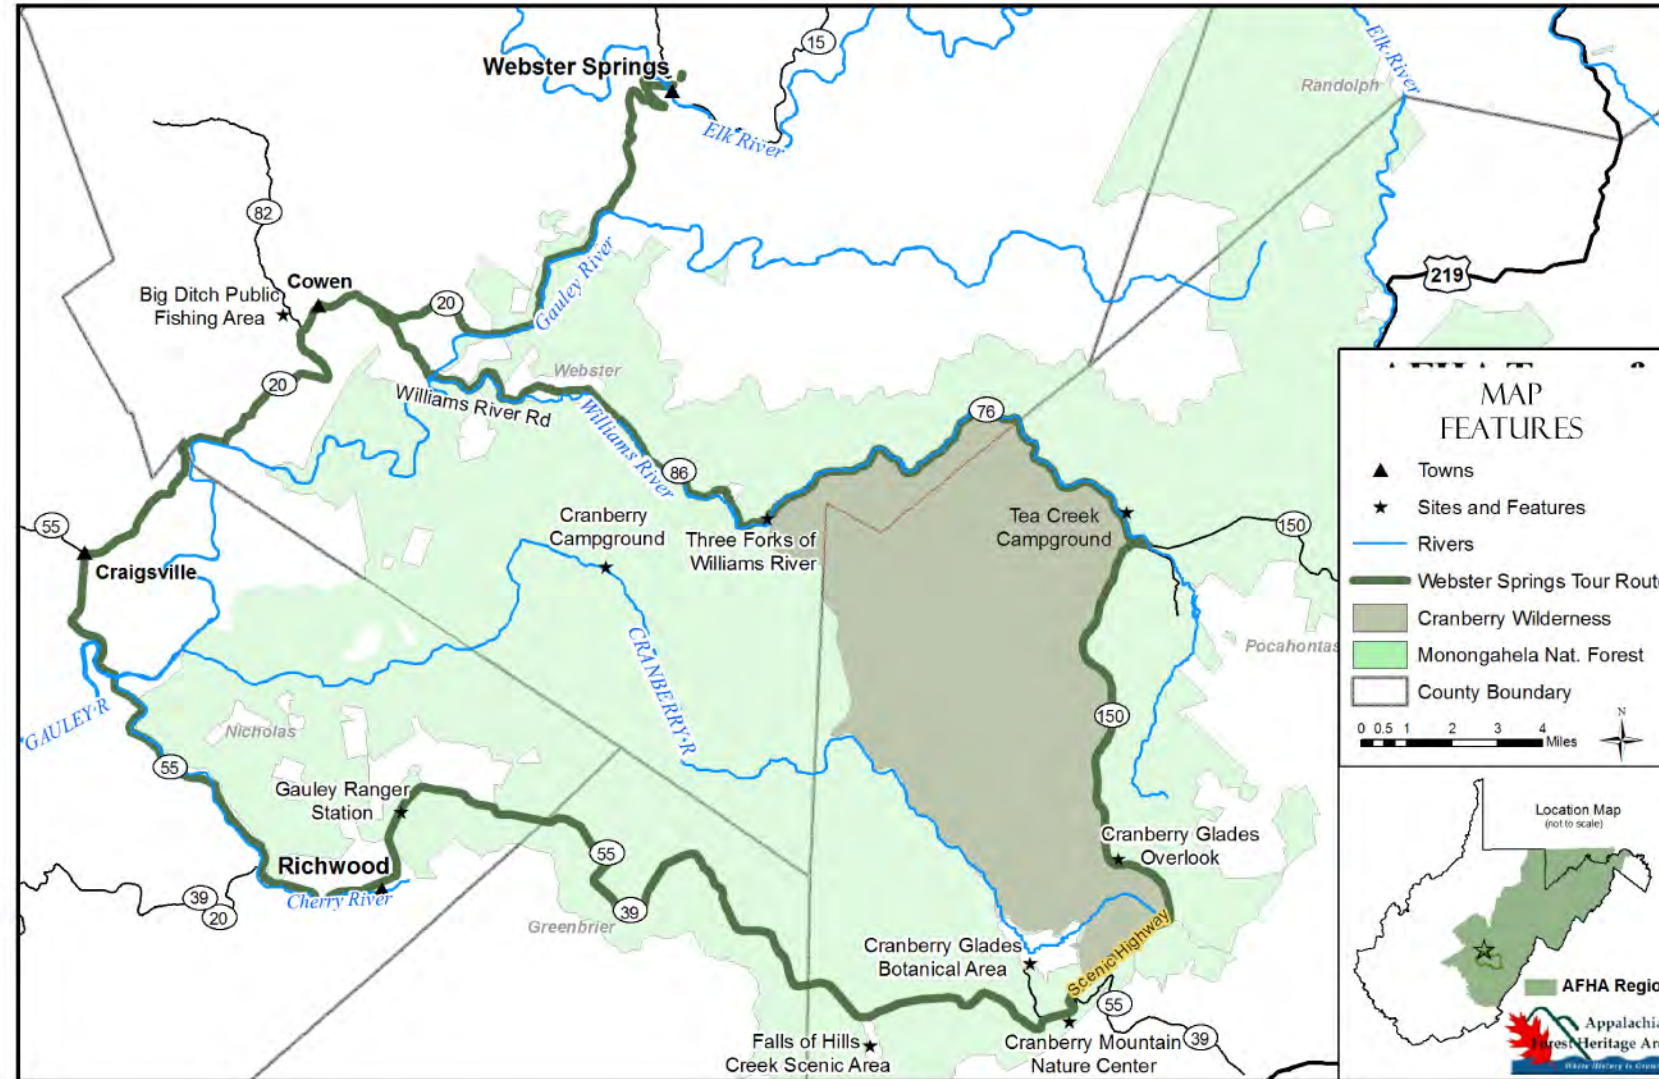 15
Webster Springs
Elk River
Elk River
Randolph
82
Gauley River
219
Cowen
Big Ditch Public
Fishing Area
20
Webster
20
Williams River Rd
Williams River
76
86
MAP
FEATURES
Towns
Sites and Features
Rivers
Webster Springs Tour Rout
Cranberry Wilderness
Monongahela Nat. Forest
County Boundary
0 0.5 1 2 3 4
Miles
N
55
Craigsville
Cranberry
Campground
Three Forks of
Williams River
Tea Creek
Campground
150
CRANBERRY R
Pocahontas
GAULEY R
Nicholas
150
55
Gauley Ranger
Station
Richwood
Cherry River
39
20
55
39
Greenbrier
Cranberry Glades
Overlook
Cranberry Glades
Botanical Area
Scenic Highway
55
39
Falls of Hills
Creek Scenic Area
Cranberry Mountain
Nature Center
Location Map
(not to scale)
AFHA Regio
Appalachia
Forest Heritage Are